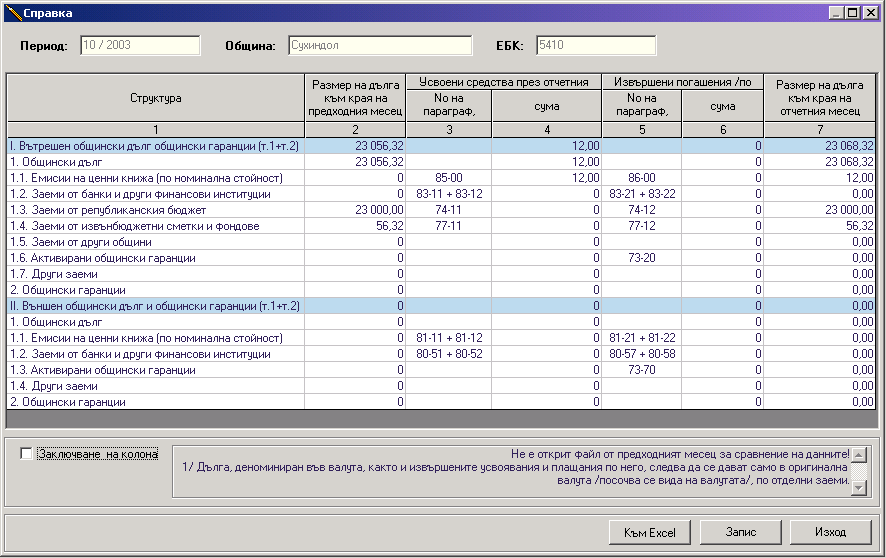 Справка
Период: 10 / 2003 Община: Сухиндол ЕБК: 5410
Структура
Размер на дълга
към края на
предходния месец
Усвоени средства през отчетния
No на
параграф,
сума
Извършени погашения /по
No на
параграф,
сума
Размер на дълга
към края на
отчетния месец
1 2 3 4 5 6 7
I. Вътрешен общински дълг общински гаранции (т.1+т.2) 23 056,32 12,00 0 23 068,32
1. Общински дълг 23 056,32 12,00 0 23 068,32
1.1. Емисии на ценни книжа (по номинална стойност) 0 85-00 12,00 86-00 0 12,00
1.2. Заеми от банки и други финансови институции 0 83-11 + 83-12 0 83-21 + 83-22 0 0,00
1.3. Заеми от републиканския бюджет 23 000,00 74-11 0 74-12 0 23 000,00
1.4. Заеми от извънбюджетни сметки и фондове 56,32 77-11 0 77-12 0 56,32
1.5. Заеми от други общини 0 0 0 0,00
1.6. Активирани общински гаранции 0 0 73-20 0 0,00
1.7. Други заеми 0 0 0 0,00
2. Общински гаранции 0 0 0 0,00
II. Външен общински дълг и общински гаранции (т.1+т.2) 0 0 0 0,00
1. Общински дълг 0 0 0 0,00
1.1. Емисии на ценни книжа (по номинална стойност) 0 81-11 + 81-12 0 81-21 + 81-22 0 0,00
1.2. Заеми от банки и други финансови институции 0 80-51 + 80-52 0 80-57 + 80-58 0 0,00
1.3. Активирани общински гаранции 0 0 73-70 0 0,00
1.4. Други заеми 0 0 0 0,00
2. Общински гаранции 0 0 0 0,00
Заключване на колона
Не е открит файл от предходният месец за сравнение на данните!
1/ Дълга, деноминиран във валута, както и извършените усвоявания и плащания по него, следва да се дават само в оригинална
валута /посочва се вида на валутата/, по отделни заеми.
Към Excel Запис Изход